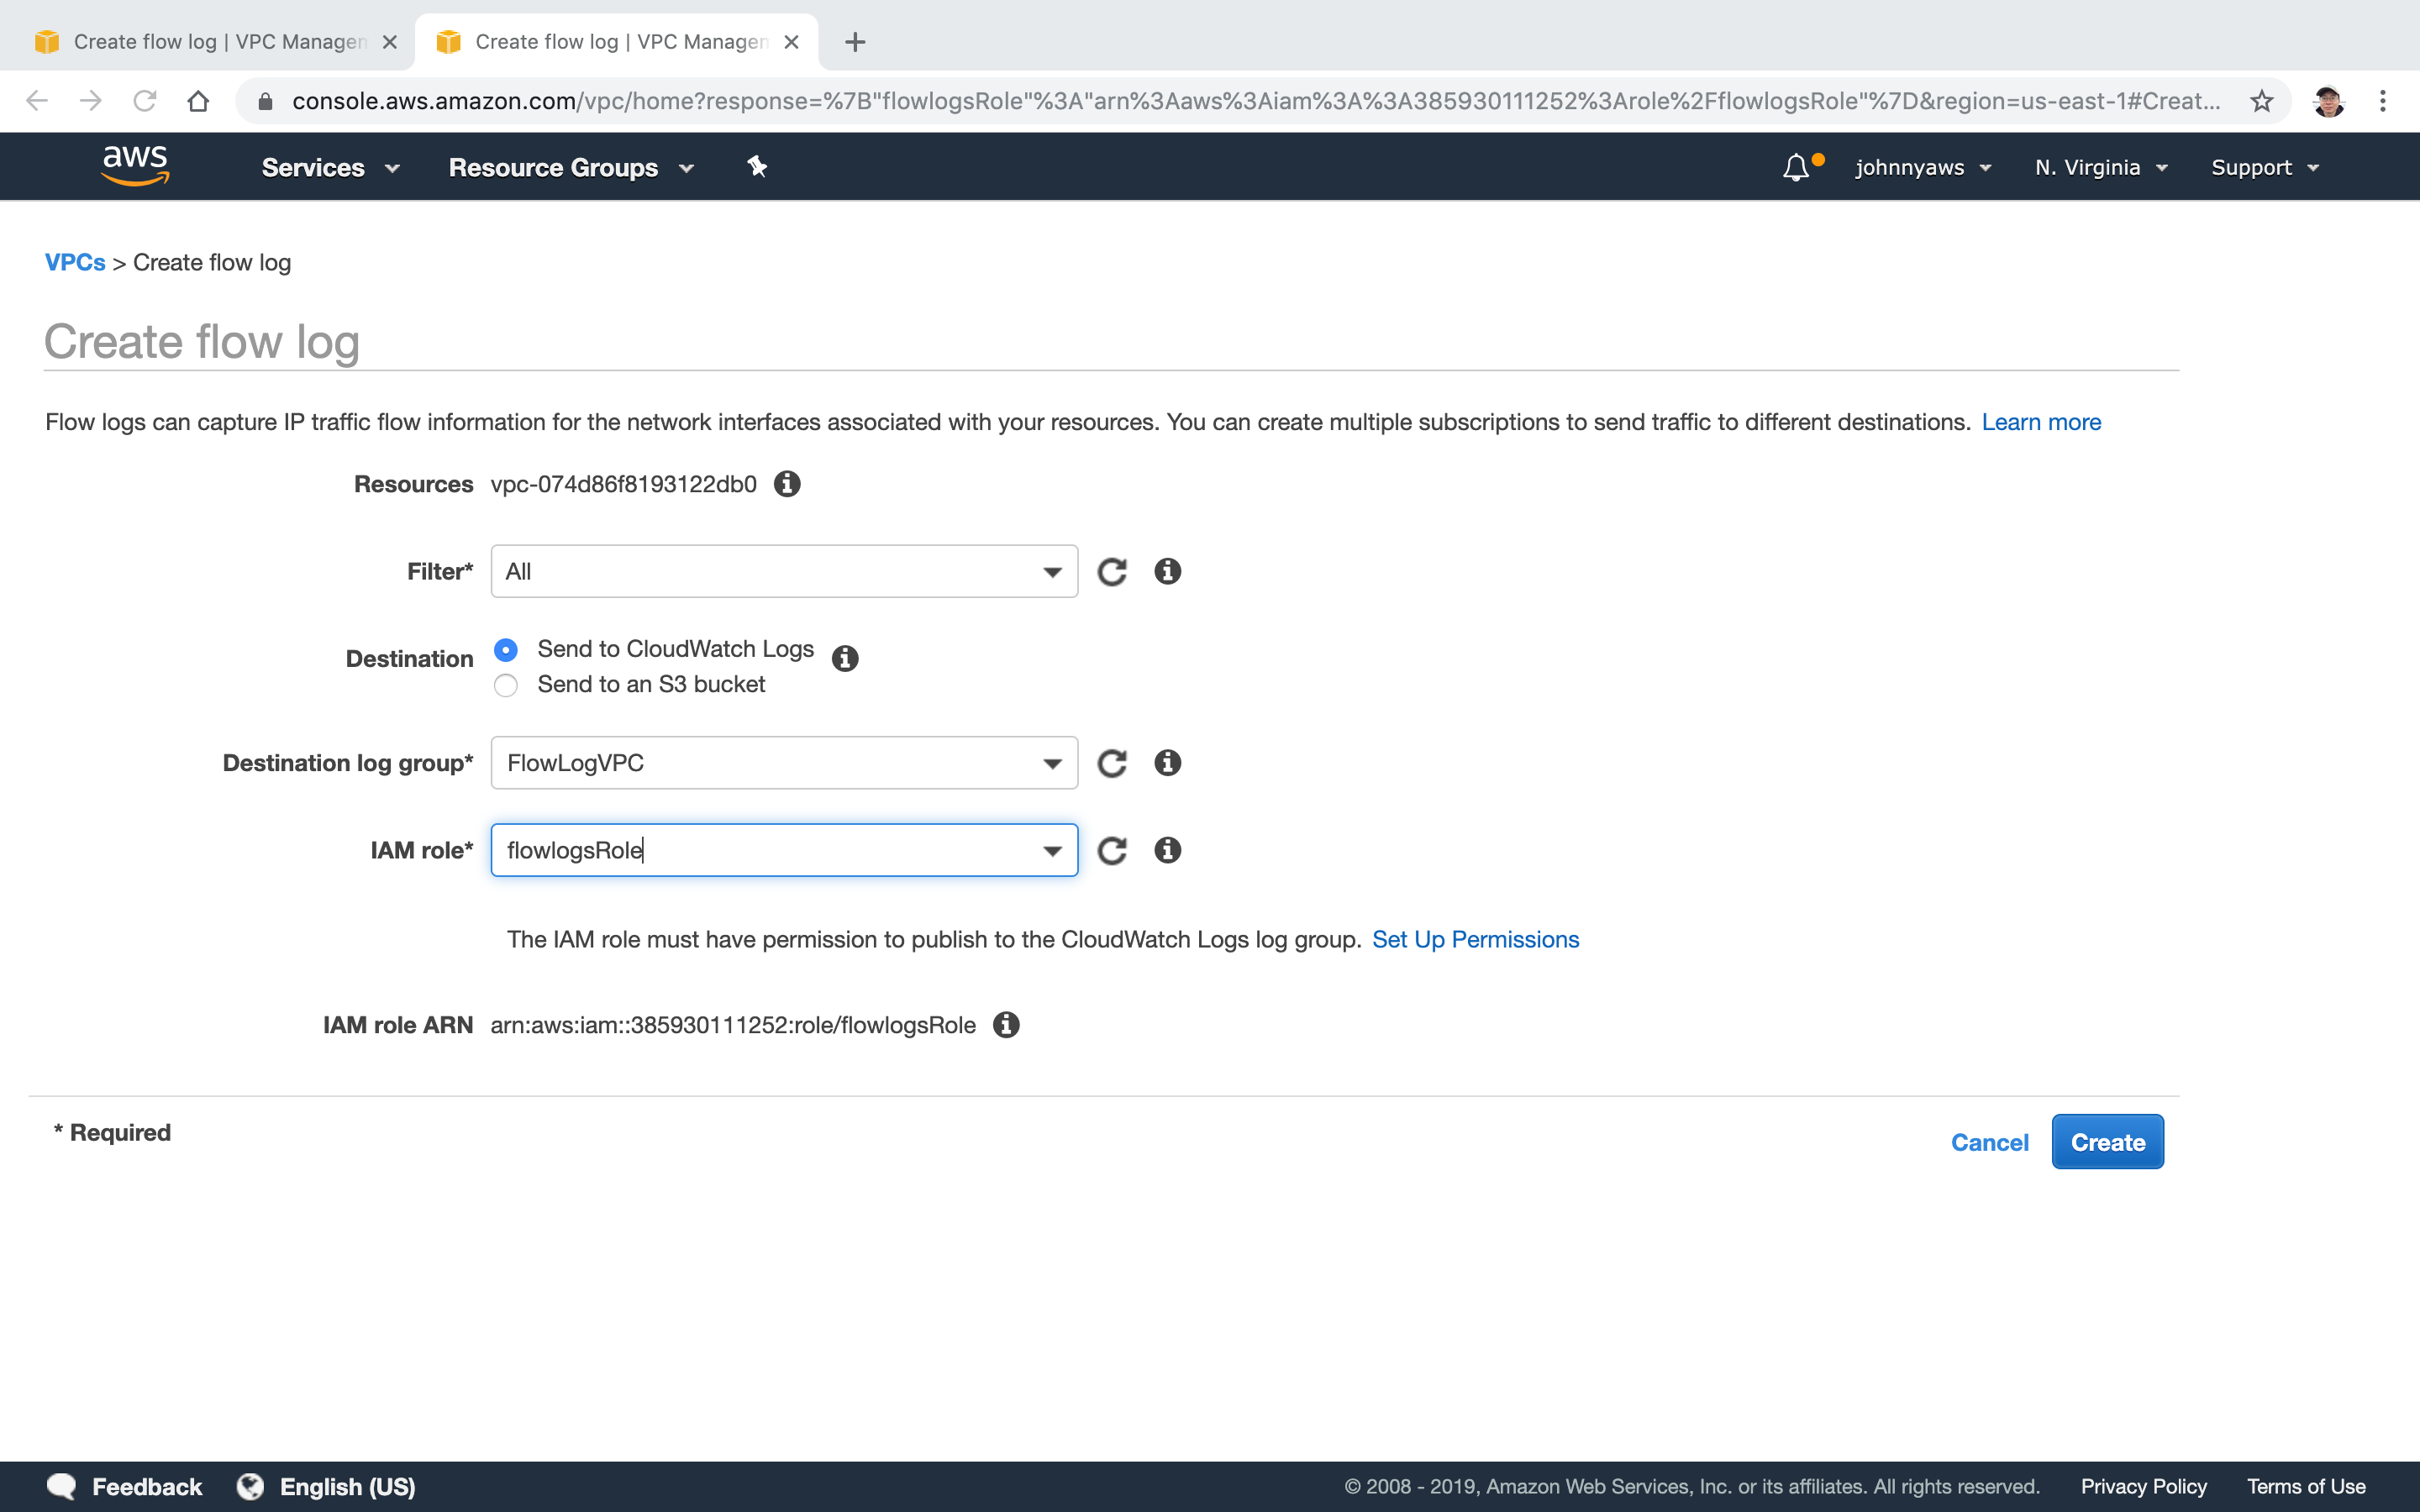 Create flow log | VPC Managem
Create flow log | VPC Managem
console.aws.amazon.com/vpc/home?response=%7B"flowlogsRole"%3A"arn%3Aaws%3Aiam%3A%3A385930111252%3Arole%2FflowlogsRole"%7D&region=us-east-1#Creat...
aws
Services
Resource Groups
johnnyaws
N. Virginia
Support
VPCs > Create flow log
Create flow log
Flow logs can capture IP traffic flow information for the network interfaces associated with your resources. You can create multiple subscriptions to send traffic to different destinations. Learn more
Resources vpc-074d86f8193122db0
Filter* All
Destination Send to CloudWatch Logs
Send to an S3 bucket
Destination log group* FlowLogVPC
IAM role* flowlogsRole
The IAM role must have permission to publish to the CloudWatch Logs log group. Set Up Permissions
IAM role ARN arn:aws:iam::385930111252:role/flowlogsRole
* Required
Cancel
Create
Feedback
English (US)
© 2008 - 2019, Amazon Web Services, Inc. or its affiliates. All rights reserved.
Privacy Policy
Terms of Use